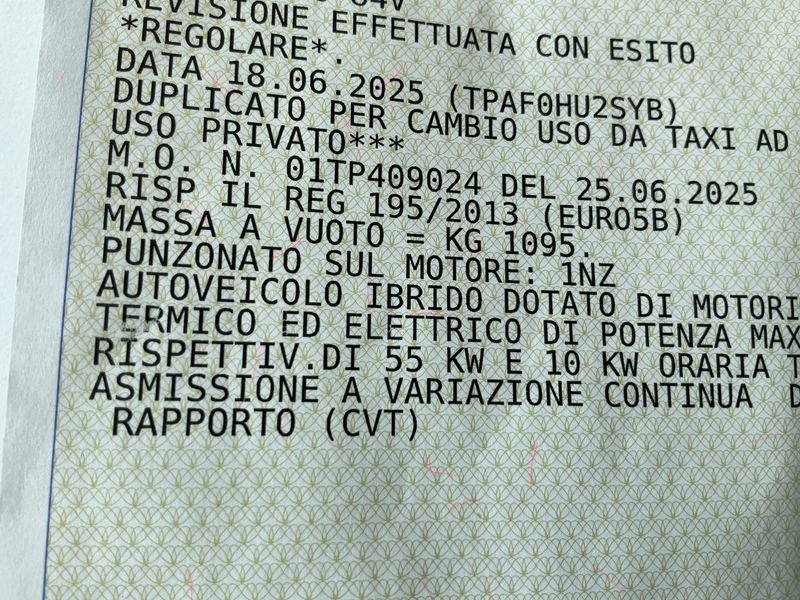 REVISIONE EFFETTUATA CON ESITO
*REGOLARE*.
DATA 18.06.2025 (TPAF0HU2SYB)
DUPLICATO PER CAMBIO USO DA TAXI AD
USO PRIVATO***
M.O. N. 01TP409024 DEL 25.06.2025
RISP IL REG 195/2013 (EURO5B)
MASSA A VUOTO = KG 1095.
PUNZONATO SUL MOTORE: 1NZ
AUTOVEICOLO IBRIDO DOTATO DI MOTORI
TERMICO ED ELETTRICO DI POTENZA MAX
RISPETTIV.DI 55 KW E 10 KW ORARIA T
ASMISSIONE A VARIAZIONE CONTINUA D
RAPPORTO (CVT)